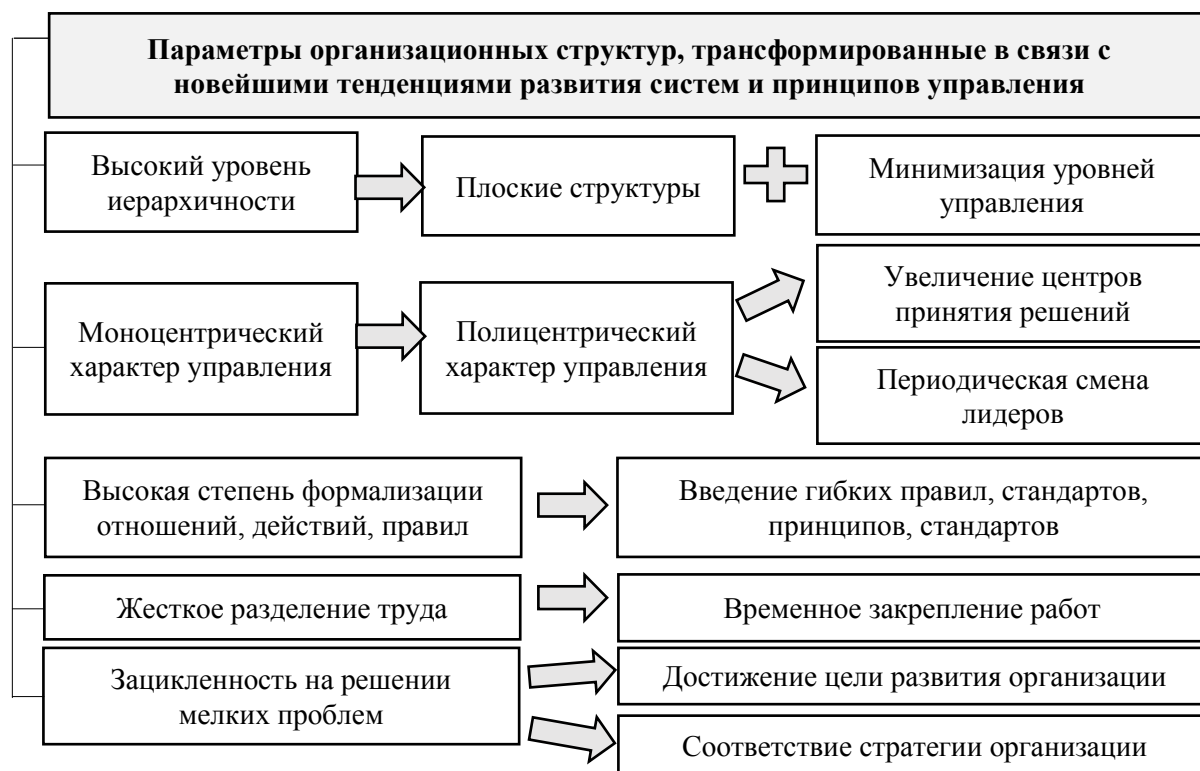 Параметры организационных структур, трансформированные в связи с
новейшими тенденциями развития систем и принципов управления
Высокий уровень
иерархичности
Плоские структуры
Минимизация уровней
управления
Моноцентрический
характер управления
Полицентрический
характер управления
Увеличение центров
принятия решений
Периодическая смена
лидеров
Высокая степень формализации
отношений, действий, правил
Введение гибких правил, стандартов,
принципов, стандартов
Жесткое разделение труда
Временное закрепление работ
Зацикленность на решении
мелких проблем
Достижение цели развития организации
Соответствие стратегии организации